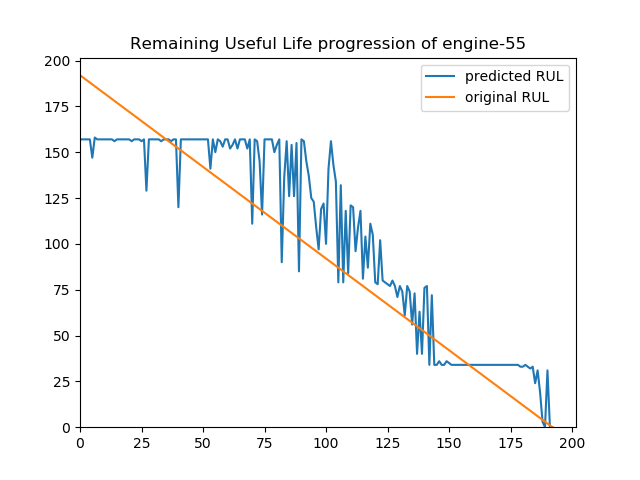 Remaining Useful Life progression of engine-55
predicted RUL
original RUL
200
175
150
125
100
75
50
25
0
0 25 50 75 100 125 150 175 200